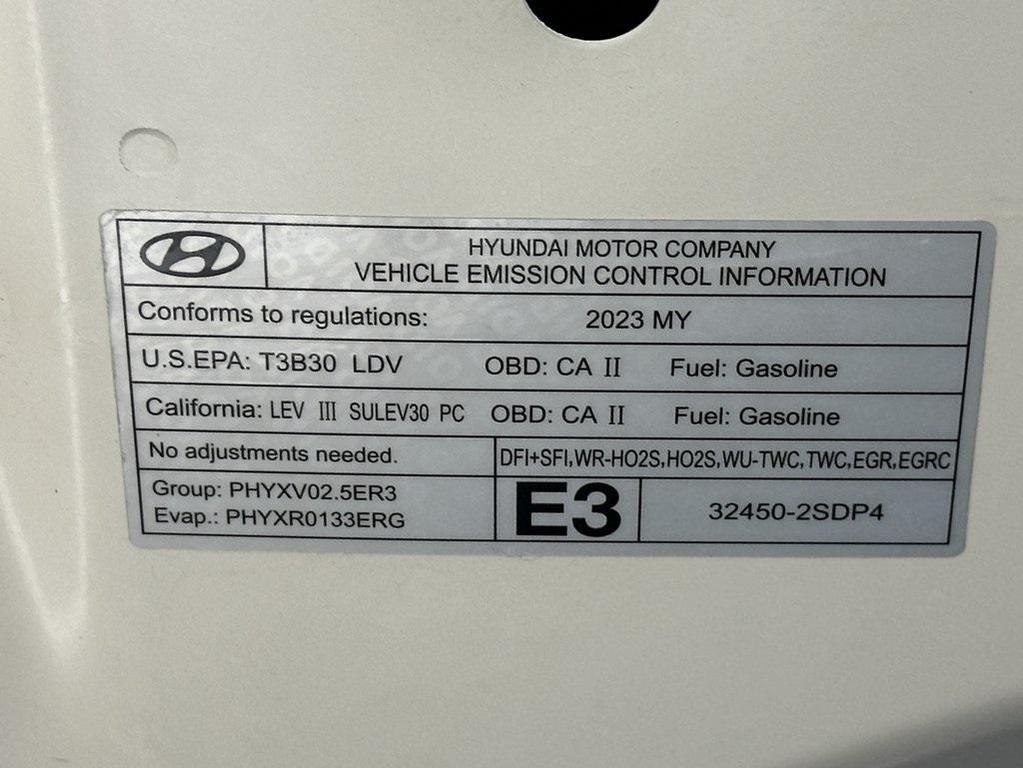 HYUNDAI MOTOR COMPANY
VEHICLE EMISSION CONTROL INFORMATION
Conforms to regulations: 2023 MY
U.S.EPA: T3B30 LDV OBD: CA II Fuel: Gasoline
California: LEV III SULEV30 PC OBD: CA II Fuel: Gasoline
No adjustments needed. DFI+SFI,WR-HO2S,HO2S,WU-TWC,TWC,EGR,EGRC
Group: PHYXV02.5ER3
Evap.: PHYXR0133ERG
E3
32450-2SDP4